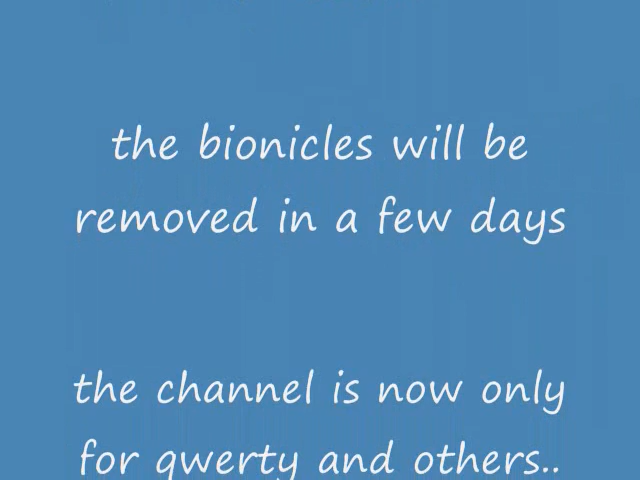 the bionicles will be
removed in a few days
the channel is now only
for qwerty and others..